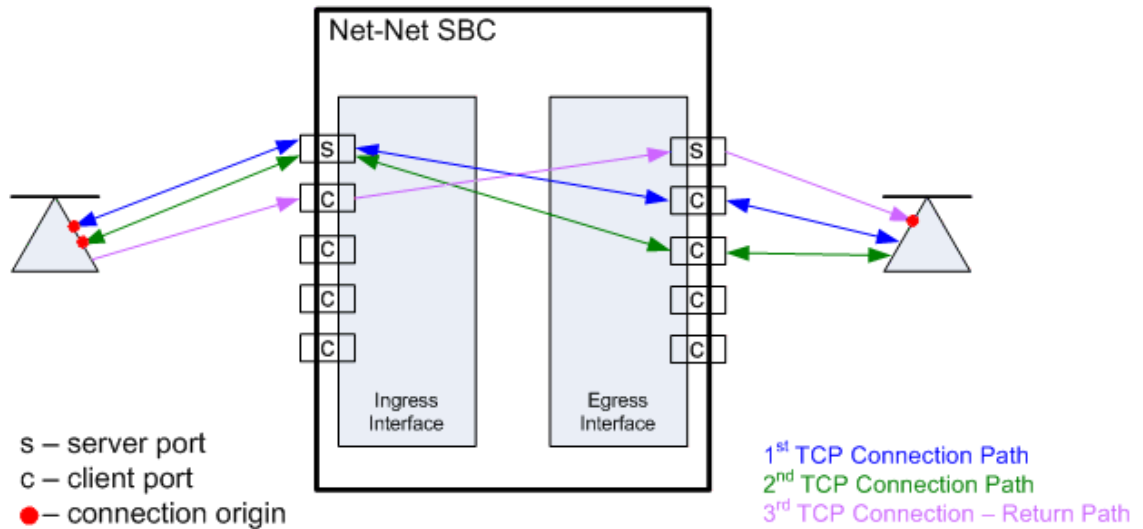 Net-Net SBC
S
S
C
C
C
C
C
C
C
C
Ingress
Interface
Egress
Interface
s – server port
c – client port
– connection origin
1st TCP Connection Path
2nd TCP Connection Path
3rd TCP Connection – Return Path